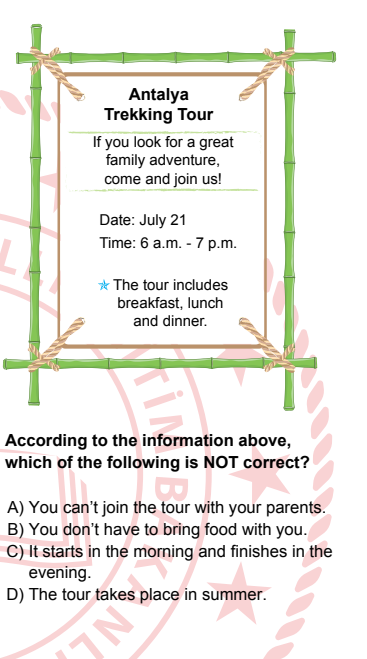 Antalya
Trekking Tour
If you look for a great
family adventure,
come and join us!
Date: July 21
Time: 6 a.m. - 7 p.m.
The tour includes
breakfast, lunch
and dinner.
According to the information above,
which of the following is NOT correct?
A) You can’t join the tour with your parents.
B) You don’t have to bring food with you.
C) It starts in the morning and finishes in the
evening.
D) The tour takes place in summer.